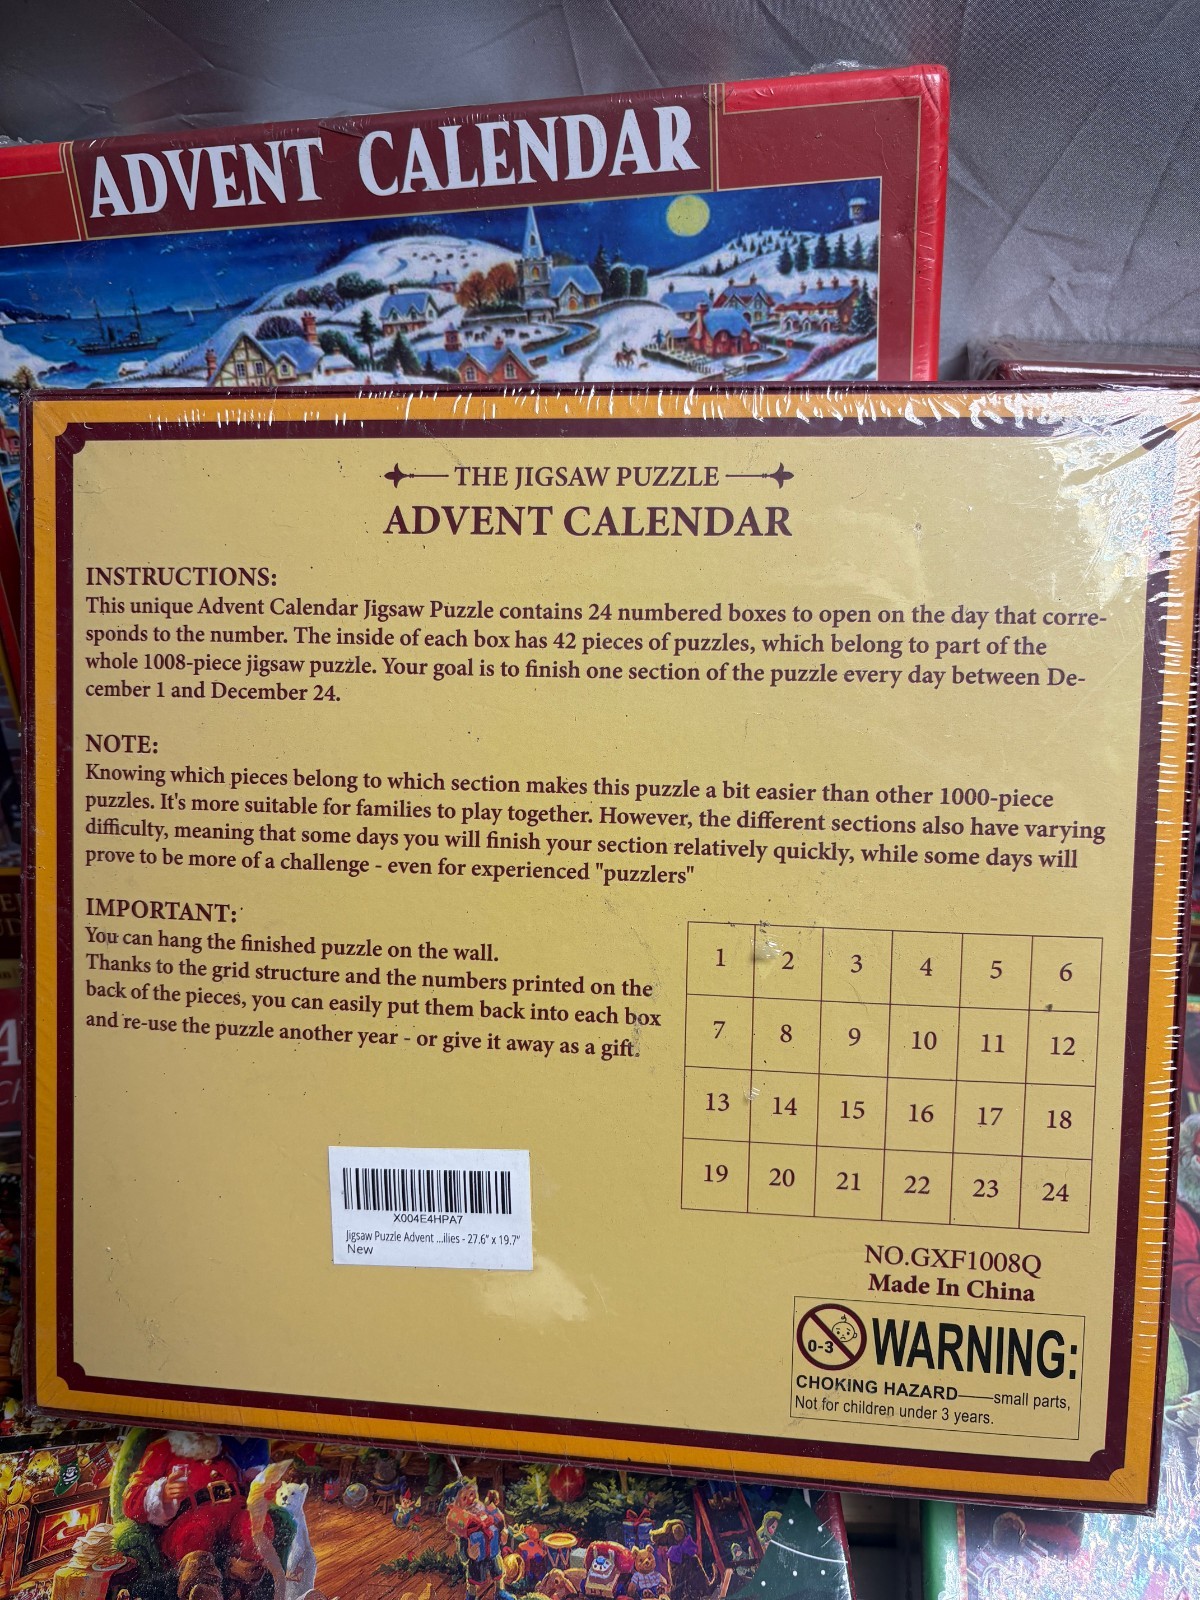 ADVENT CALENDAR
THE JIGSAW PUZZLE
ADVENT CALENDAR
INSTRUCTIONS:
This unique Advent Calendar Jigsaw Puzzle contains 24 numbered boxes to open on the day that corre-
sponds to the number. The inside of each box has 42 pieces of puzzles, which belong to part of the
whole 1008-piece jigsaw puzzle. Your goal is to finish one section of the puzzle every day between De-
cember 1 and December 24.
NOTE:
Knowing which pieces belong to which section makes this puzzle a bit easier than other 1000-piece
puzzles. It's more suitable for families to play together. However, the different sections also have varying
difficulty, meaning that some days you will finish your section relatively quickly, while some days will
prove to be more of a challenge - even for experienced "puzzlers"
IMPORTANT:
You can hang the finished puzzle on the wall.
Thanks to the grid structure and the numbers printed on the
back of the pieces, you can easily put them back into each box
and re-use the puzzle another year - or give it away as a gift.
1 2 3 4 5 6
7 8 9 10 11 12
13 14 15 16 17 18
19 20 21 22 23 24
X004E4HPA7
Jigsaw Puzzle Advent ...ilies - 27.6" x 19.7"
New
NO.GXF1008Q
Made In China
0-3
WARNING:
CHOKING HAZARD——small parts,
Not for children under 3 years.